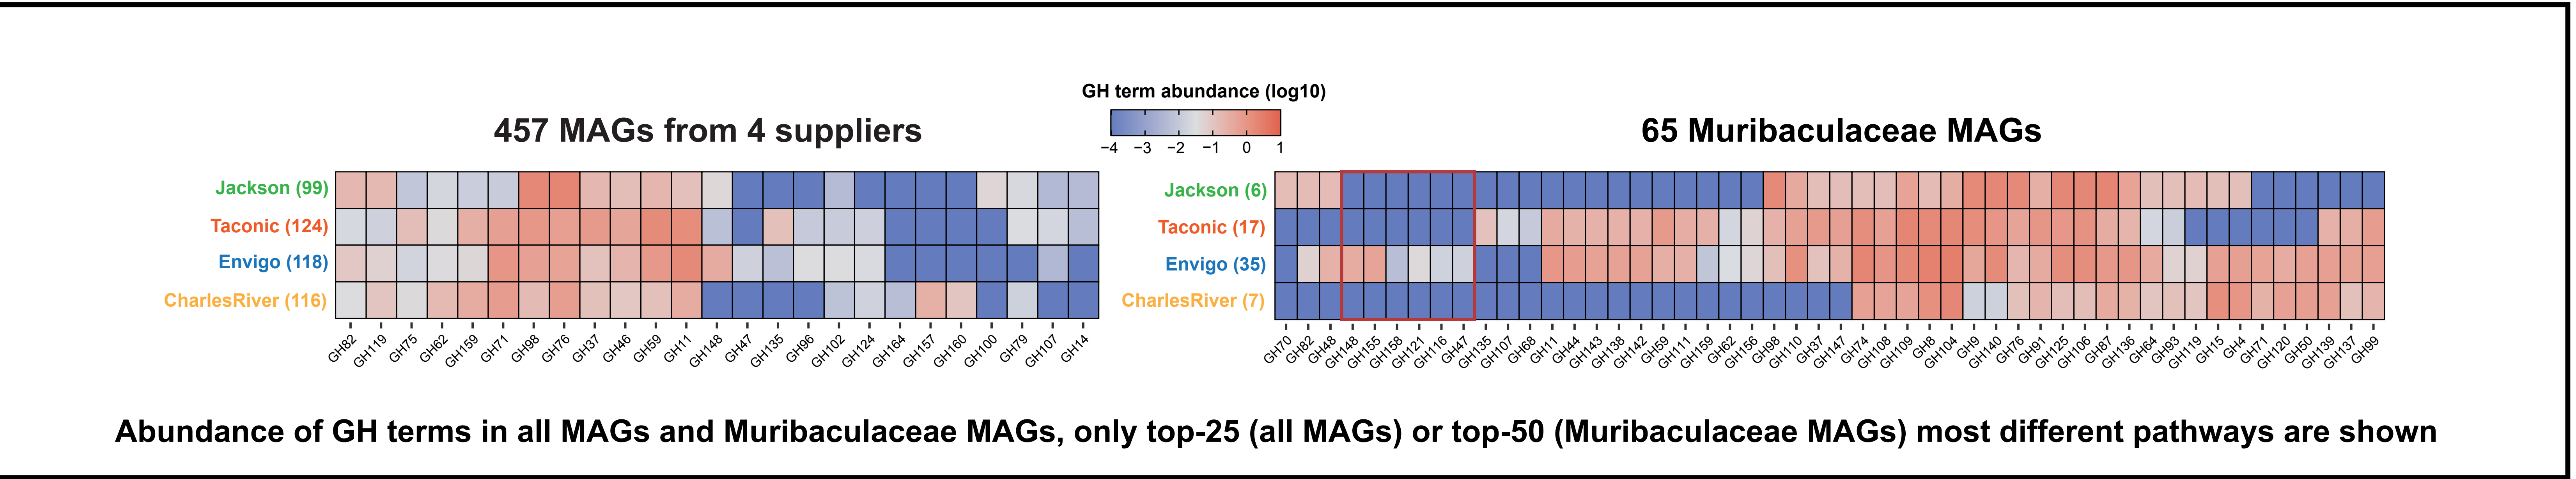 GH term abundance (log10)
−4 −3 −2 −1 0 1
457 MAGs from 4 suppliers
Jackson (99)
Taconic (124)
Envigo (118)
CharlesRiver (116)
GH82 GH119 GH75 GH62 GH159 GH71 GH98 GH76 GH37 GH46 GH59 GH11 GH148 GH47 GH135 GH96 GH102 GH124 GH164 GH157 GH160 GH100 GH79 GH107 GH14
65 Muribaculaceae MAGs
Jackson (6)
Taconic (17)
Envigo (35)
CharlesRiver (7)
GH70 GH82 GH48 GH148 GH155 GH158 GH121 GH116 GH47 GH135 GH107 GH68 GH11 GH44 GH143 GH138 GH142 GH59 GH111 GH159 GH62 GH156 GH98 GH110 GH37 GH147 GH74 GH108 GH109 GH8 GH104 GH9 GH140 GH76 GH91 GH125 GH106 GH87 GH136 GH64 GH93 GH119 GH15 GH4 GH71 GH120 GH50 GH139 GH137 GH99
Abundance of GH terms in all MAGs and Muribaculaceae MAGs, only top-25 (all MAGs) or top-50 (Muribaculaceae MAGs) most different pathways are shown